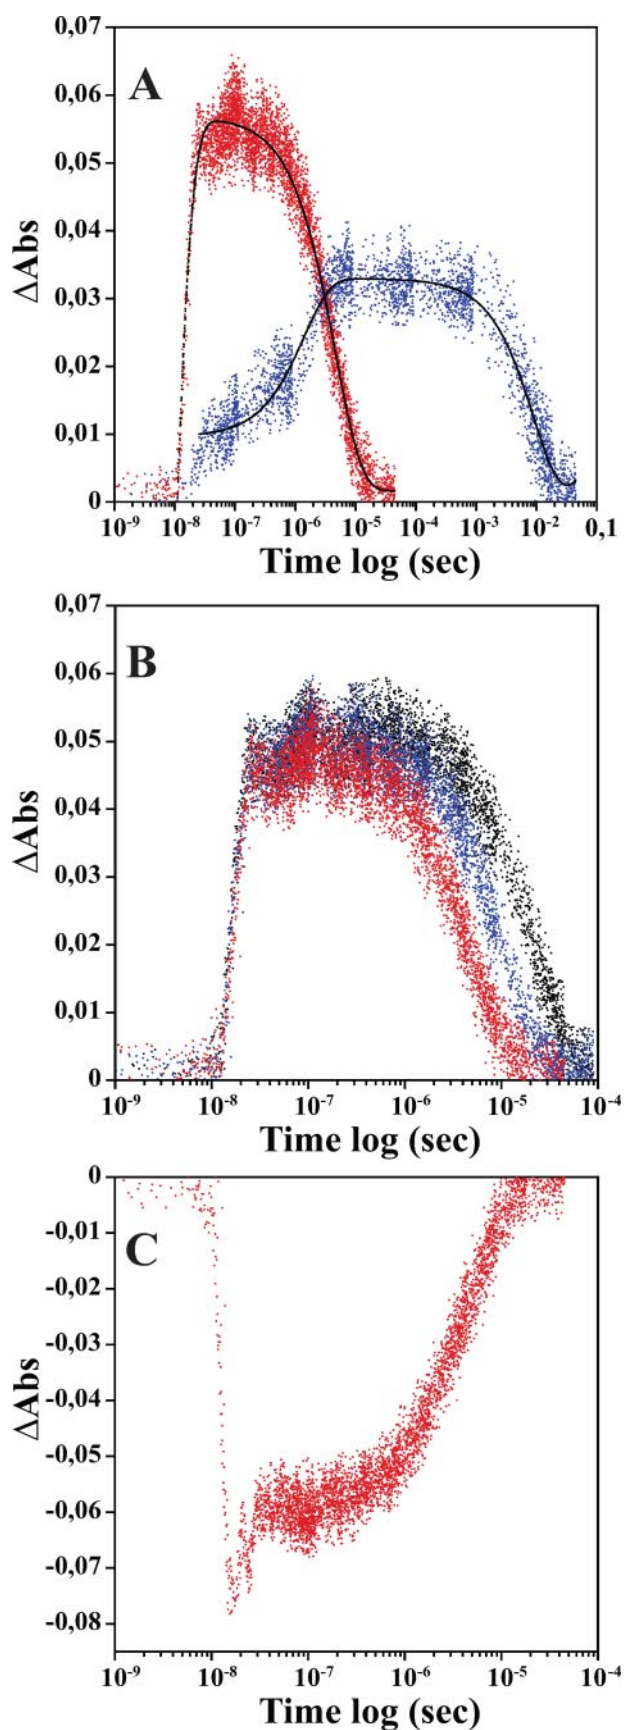 0,07
A
0,06
0,05
0,04
ΔAbs
0,03
0,02
0,01
0
10⁻⁹ 10⁻⁸ 10⁻⁷ 10⁻⁶ 10⁻⁵ 10⁻⁴ 10⁻³ 10⁻² 0,1
Time log (sec)
0,07
B
0,06
0,05
0,04
ΔAbs
0,03
0,02
0,01
0
10⁻⁹ 10⁻⁸ 10⁻⁷ 10⁻⁶ 10⁻⁵ 10⁻⁴
Time log (sec)
0
-0,01
C
-0,02
-0,03
-0,04
ΔAbs
-0,05
-0,06
-0,07
-0,08
10⁻⁹ 10⁻⁸ 10⁻⁷ 10⁻⁶ 10⁻⁵ 10⁻⁴
Time log (sec)